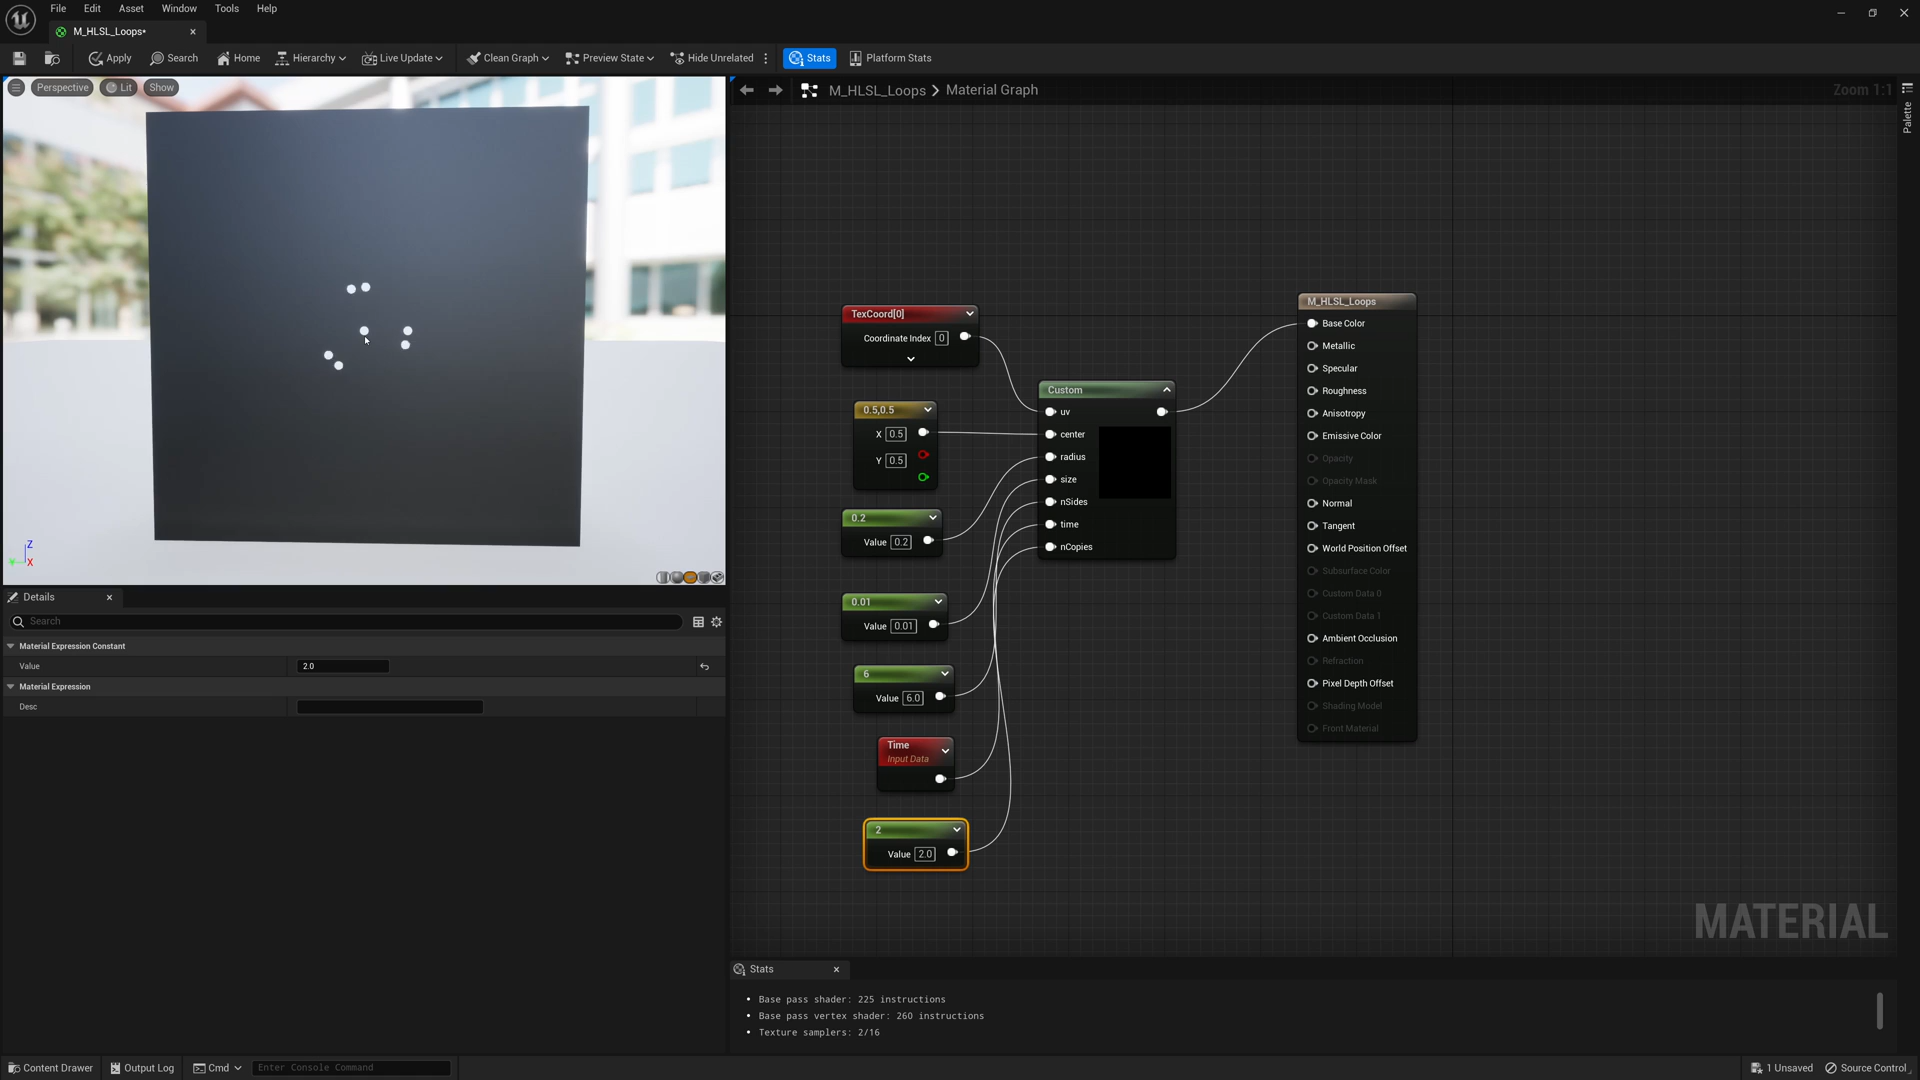 File Edit Asset Window Tools Help
M_HLSL_Loops•
Apply Search Home Hierarchy Live Update Clean Graph Preview State Hide Unrelated Stats Platform Stats
Perspective Lit Show
M_HLSL_Loops Material Graph
Zoom 1:1
Palette
TexCoord[0]
Coordinate Index 0
0.5,0.5
X 0.5
Y 0.5
0.2
Value 0.2
0.01
Value 0.01
6
Value 6.0
Time
Input Data
2
Value 2.0
Custom
uv
center
radius
size
nSides
time
nCopies
M_HLSL_Loops
Base Color
Metallic
Specular
Roughness
Anisotropy
Emissive Color
Opacity
Opacity Mask
Normal
Tangent
World Position Offset
Subsurface Color
Custom Data 0
Custom Data 1
Ambient Occlusion
Refraction
Pixel Depth Offset
Shading Model
Front Material
MATERIAL
Z
Y
X
Details
Search
Material Expression Constant
Value 2.0
Material Expression
Desc
Stats
• Base pass shader: 225 instructions
• Base pass vertex shader: 260 instructions
• Texture samplers: 2/16
Content Drawer Output Log Cmd Enter Console Command 1 Unsaved Source Control